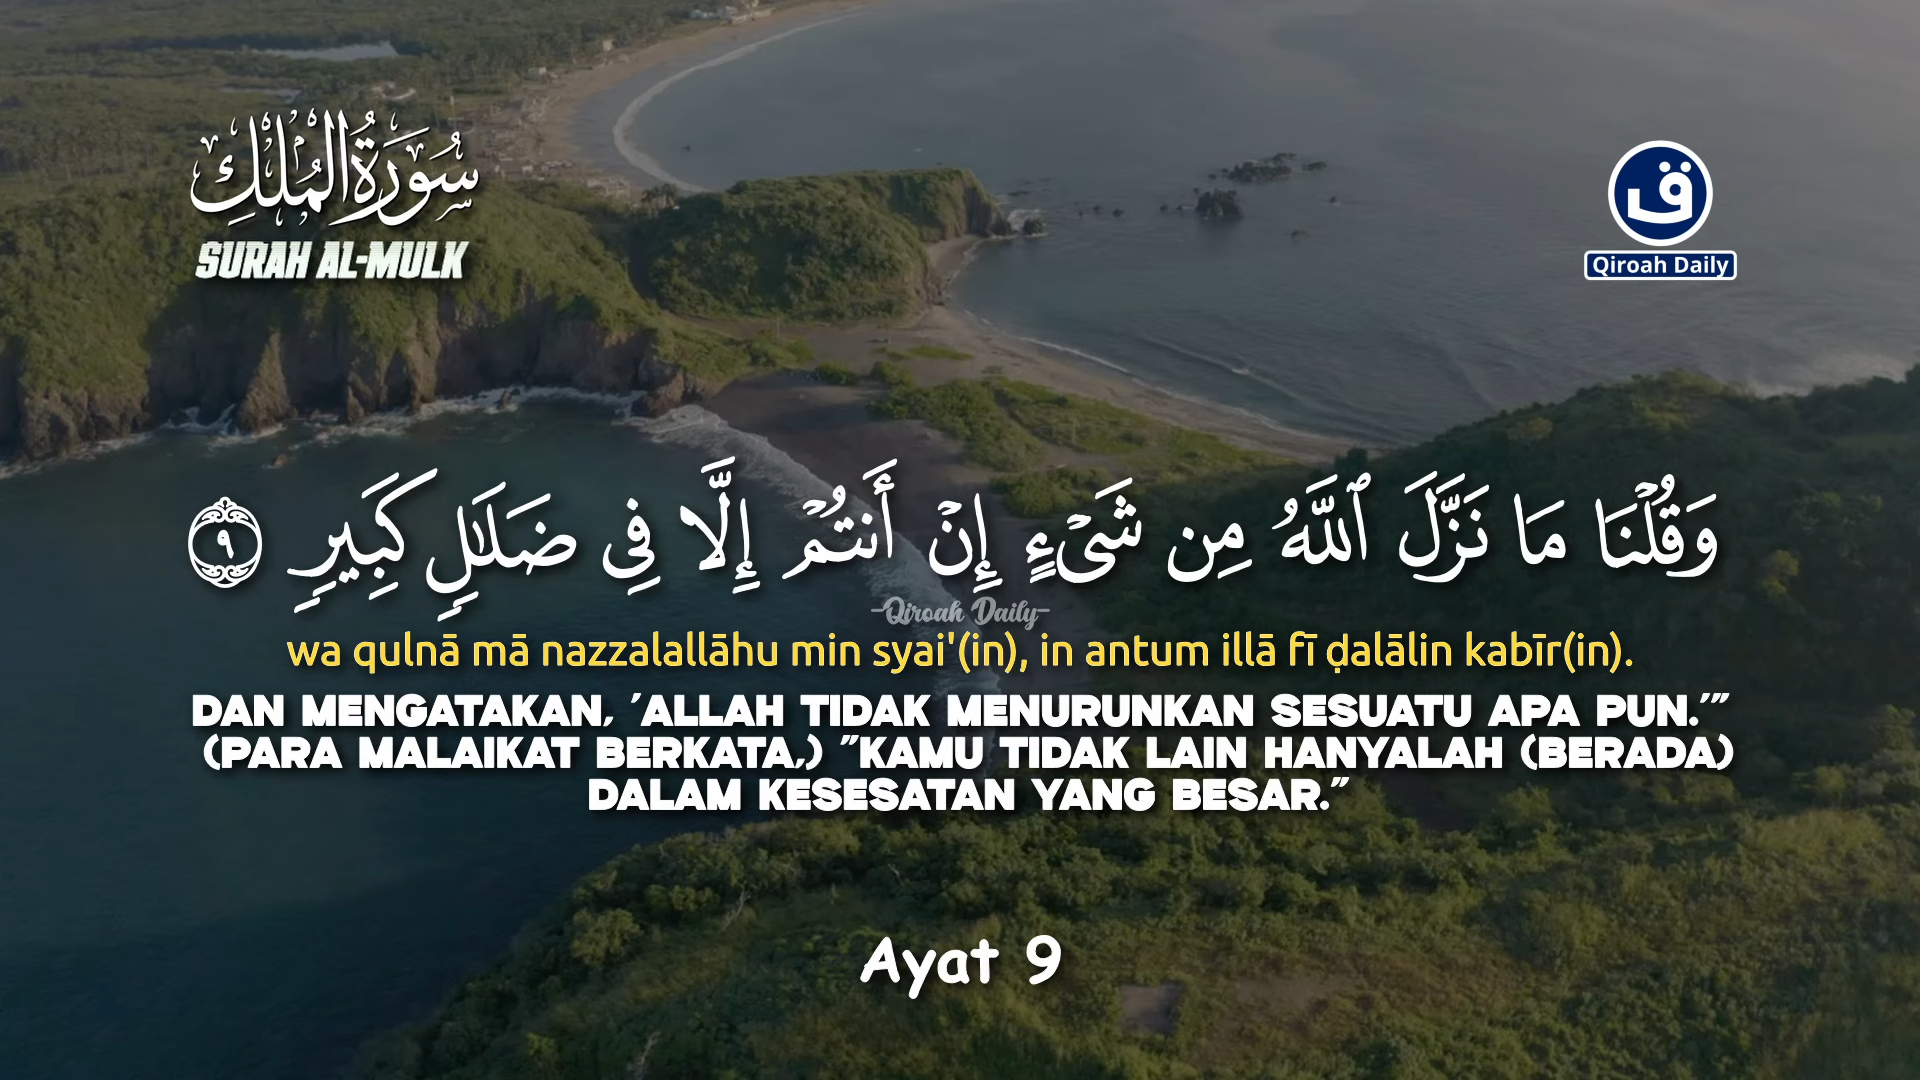 سُورَةُ الْمُلْكِ
SURAH AL-MULK
ق
Qiroah Daily
وَقُلْنَا مَا نَزَّلَ ٱللَّهُ مِن شَىْءٍ إِنْ أَنتُمْ إِلَّا فِى ضَلَـٰلٍ كَبِيرٍ ٩
-Qiroah Daily-
wa qulnā mā nazzalallāhu min syai'(in), in antum illā fī ḍalālin kabīr(in).
DAN MENGATAKAN, 'ALLAH TIDAK MENURUNKAN SESUATU APA PUN.'"
(PARA MALAIKAT BERKATA,) "KAMU TIDAK LAIN HANYALAH (BERADA)
DALAM KESESATAN YANG BESAR."
Ayat 9